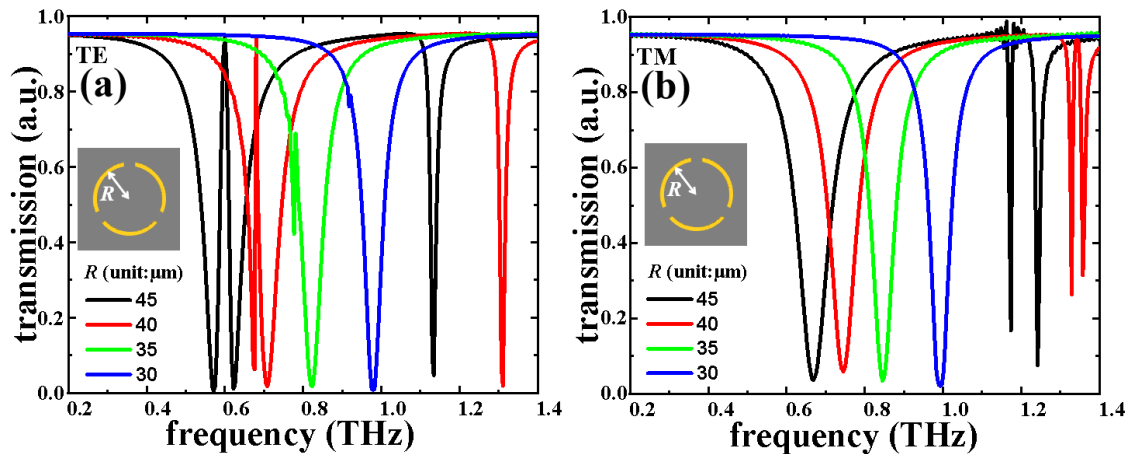 TE
(a)
transmission (a.u.)
1.0
0.8
0.6
0.4
0.2
0.0
R
R (unit:μm)
45
40
35
30
0.2 0.4 0.6 0.8 1.0 1.2 1.4
frequency (THz)
TM
(b)
transmission (a.u.)
1.0
0.8
0.6
0.4
0.2
0.0
R
R (unit:μm)
45
40
35
30
0.2 0.4 0.6 0.8 1.0 1.2 1.4
frequency (THz)